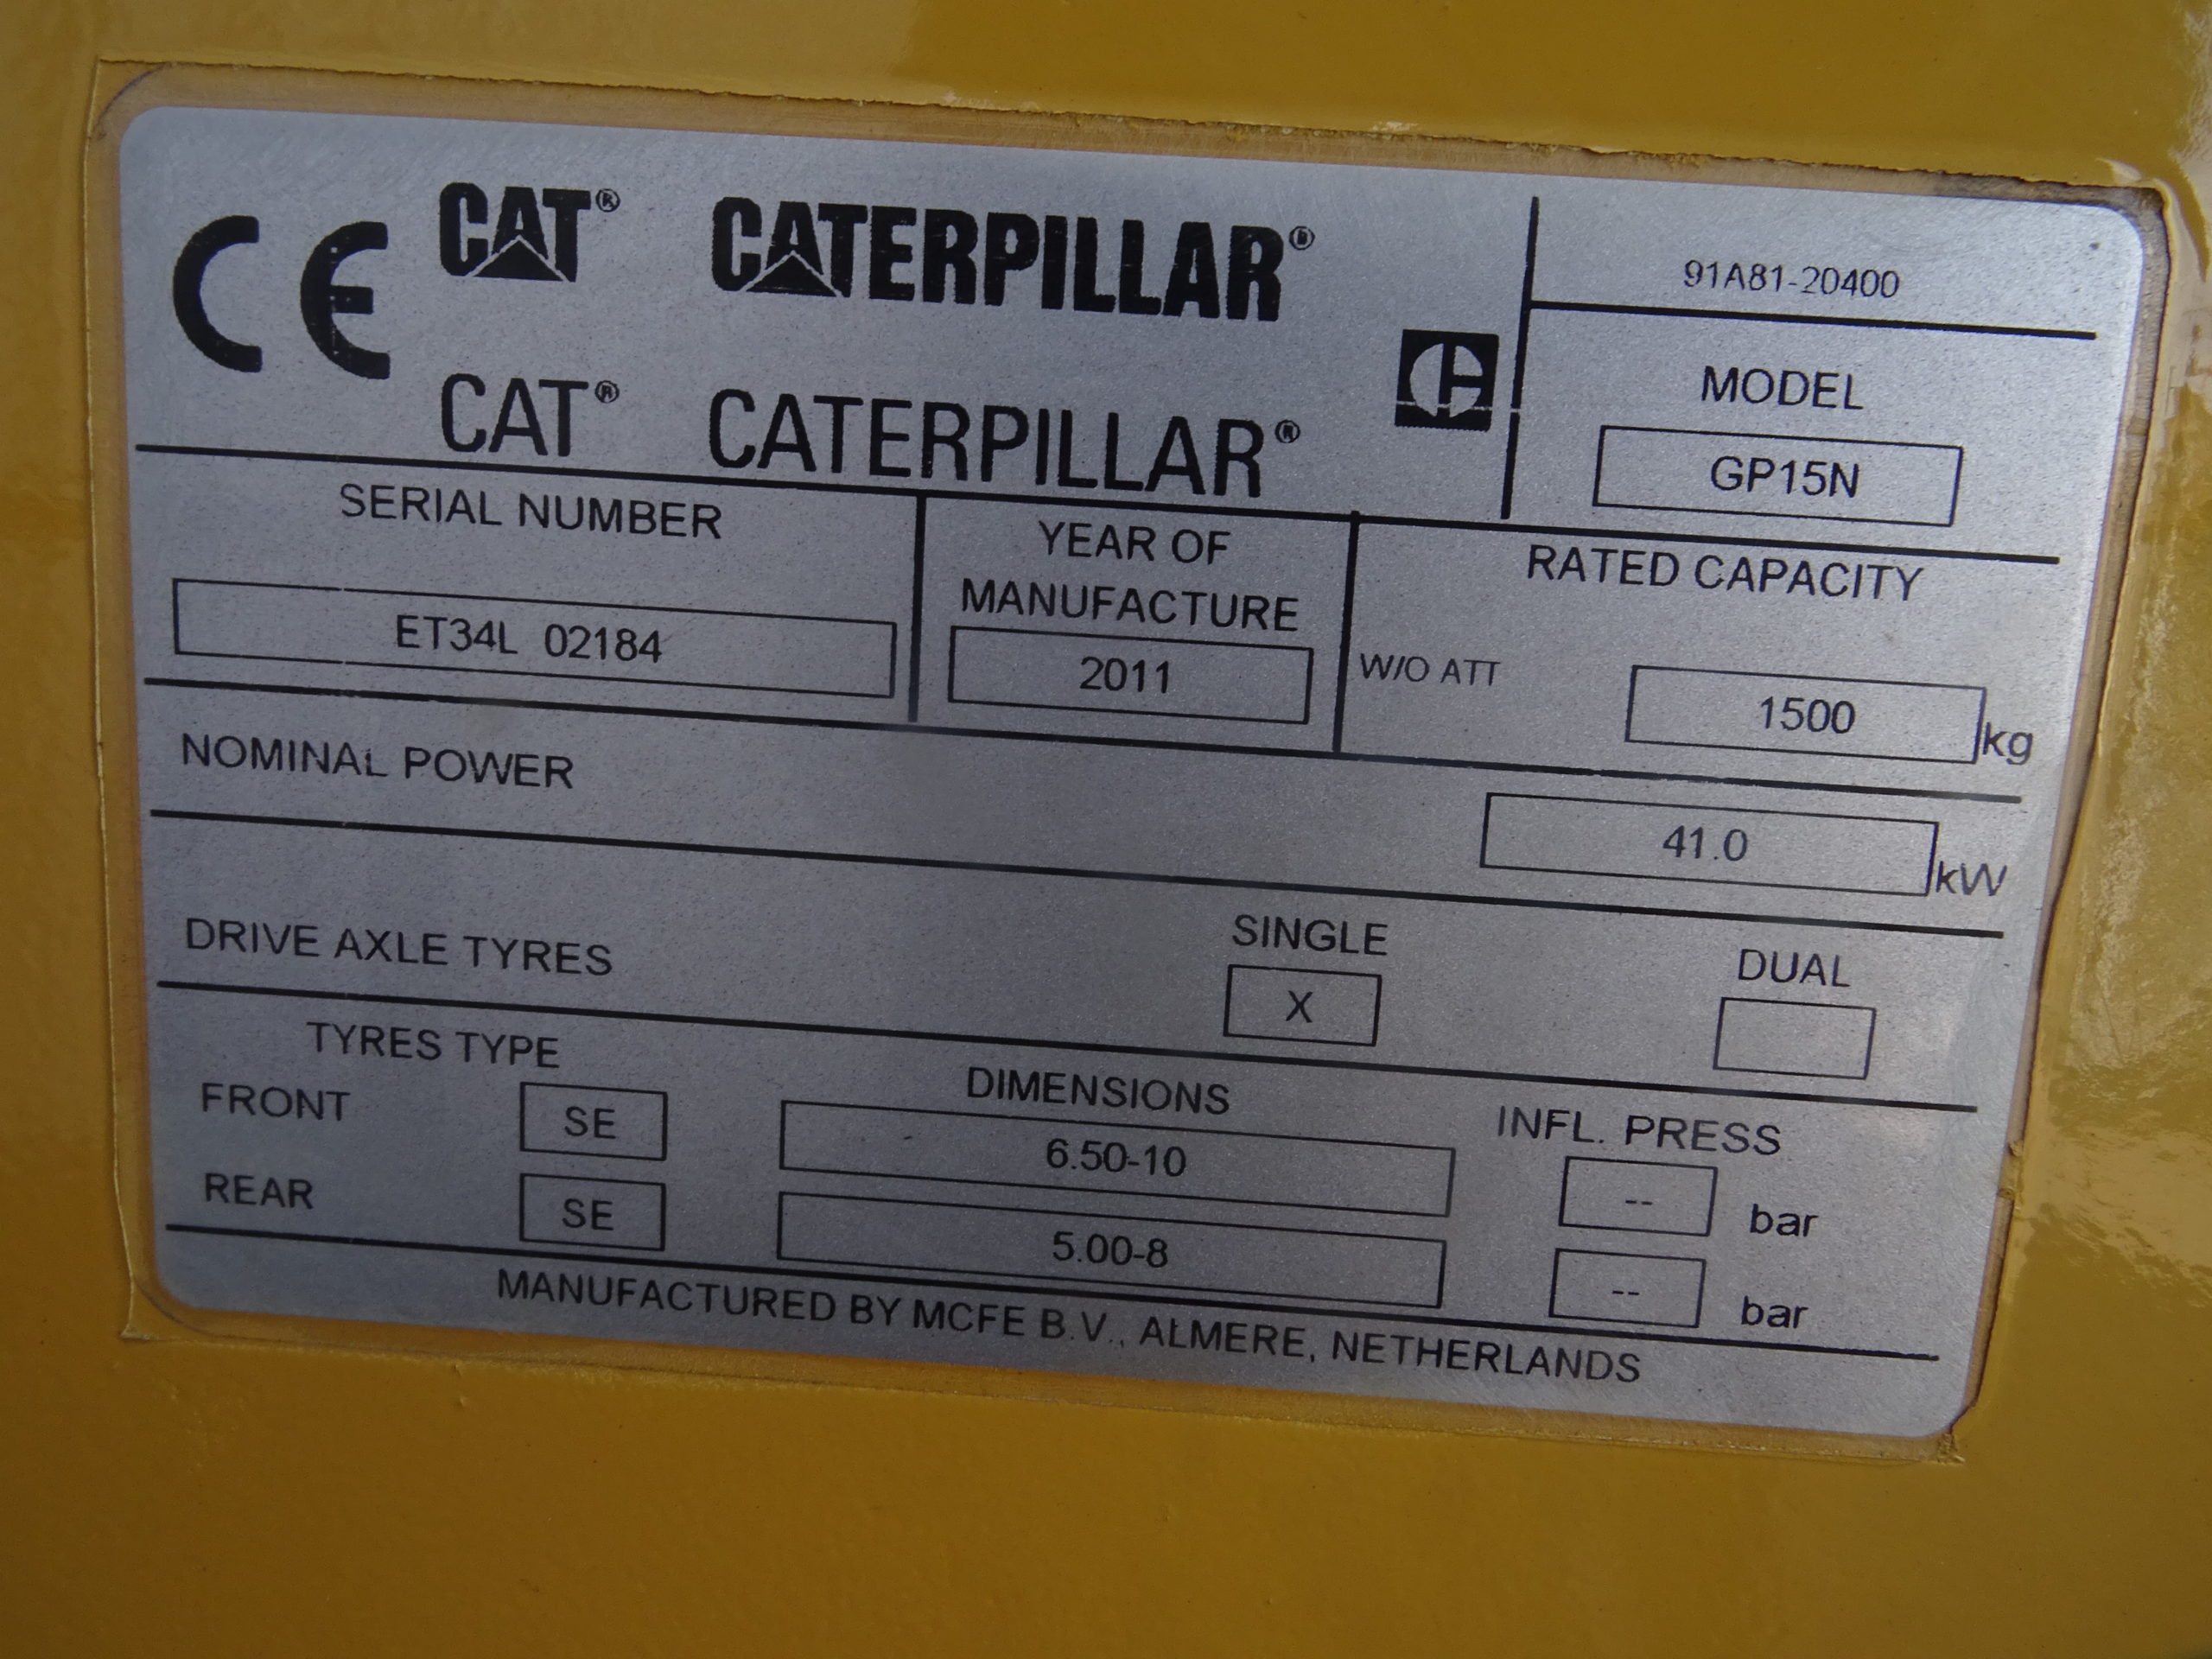 CE CAT® CATERPILLAR®
91A81-20400
CAT® CATERPILLAR®
MODEL
GP15N
SERIAL NUMBER
ET34L 02184
YEAR OF
MANUFACTURE
2011
RATED CAPACITY
W/O ATT 1500 kg
NOMINAL POWER 41.0 kW
DRIVE AXLE TYRES
SINGLE
X
DUAL
TYRES TYPE DIMENSIONS INFL. PRESS
FRONT SE 6.50-10 -- bar
REAR SE 5.00-8 -- bar
MANUFACTURED BY MCFE B.V., ALMERE, NETHERLANDS